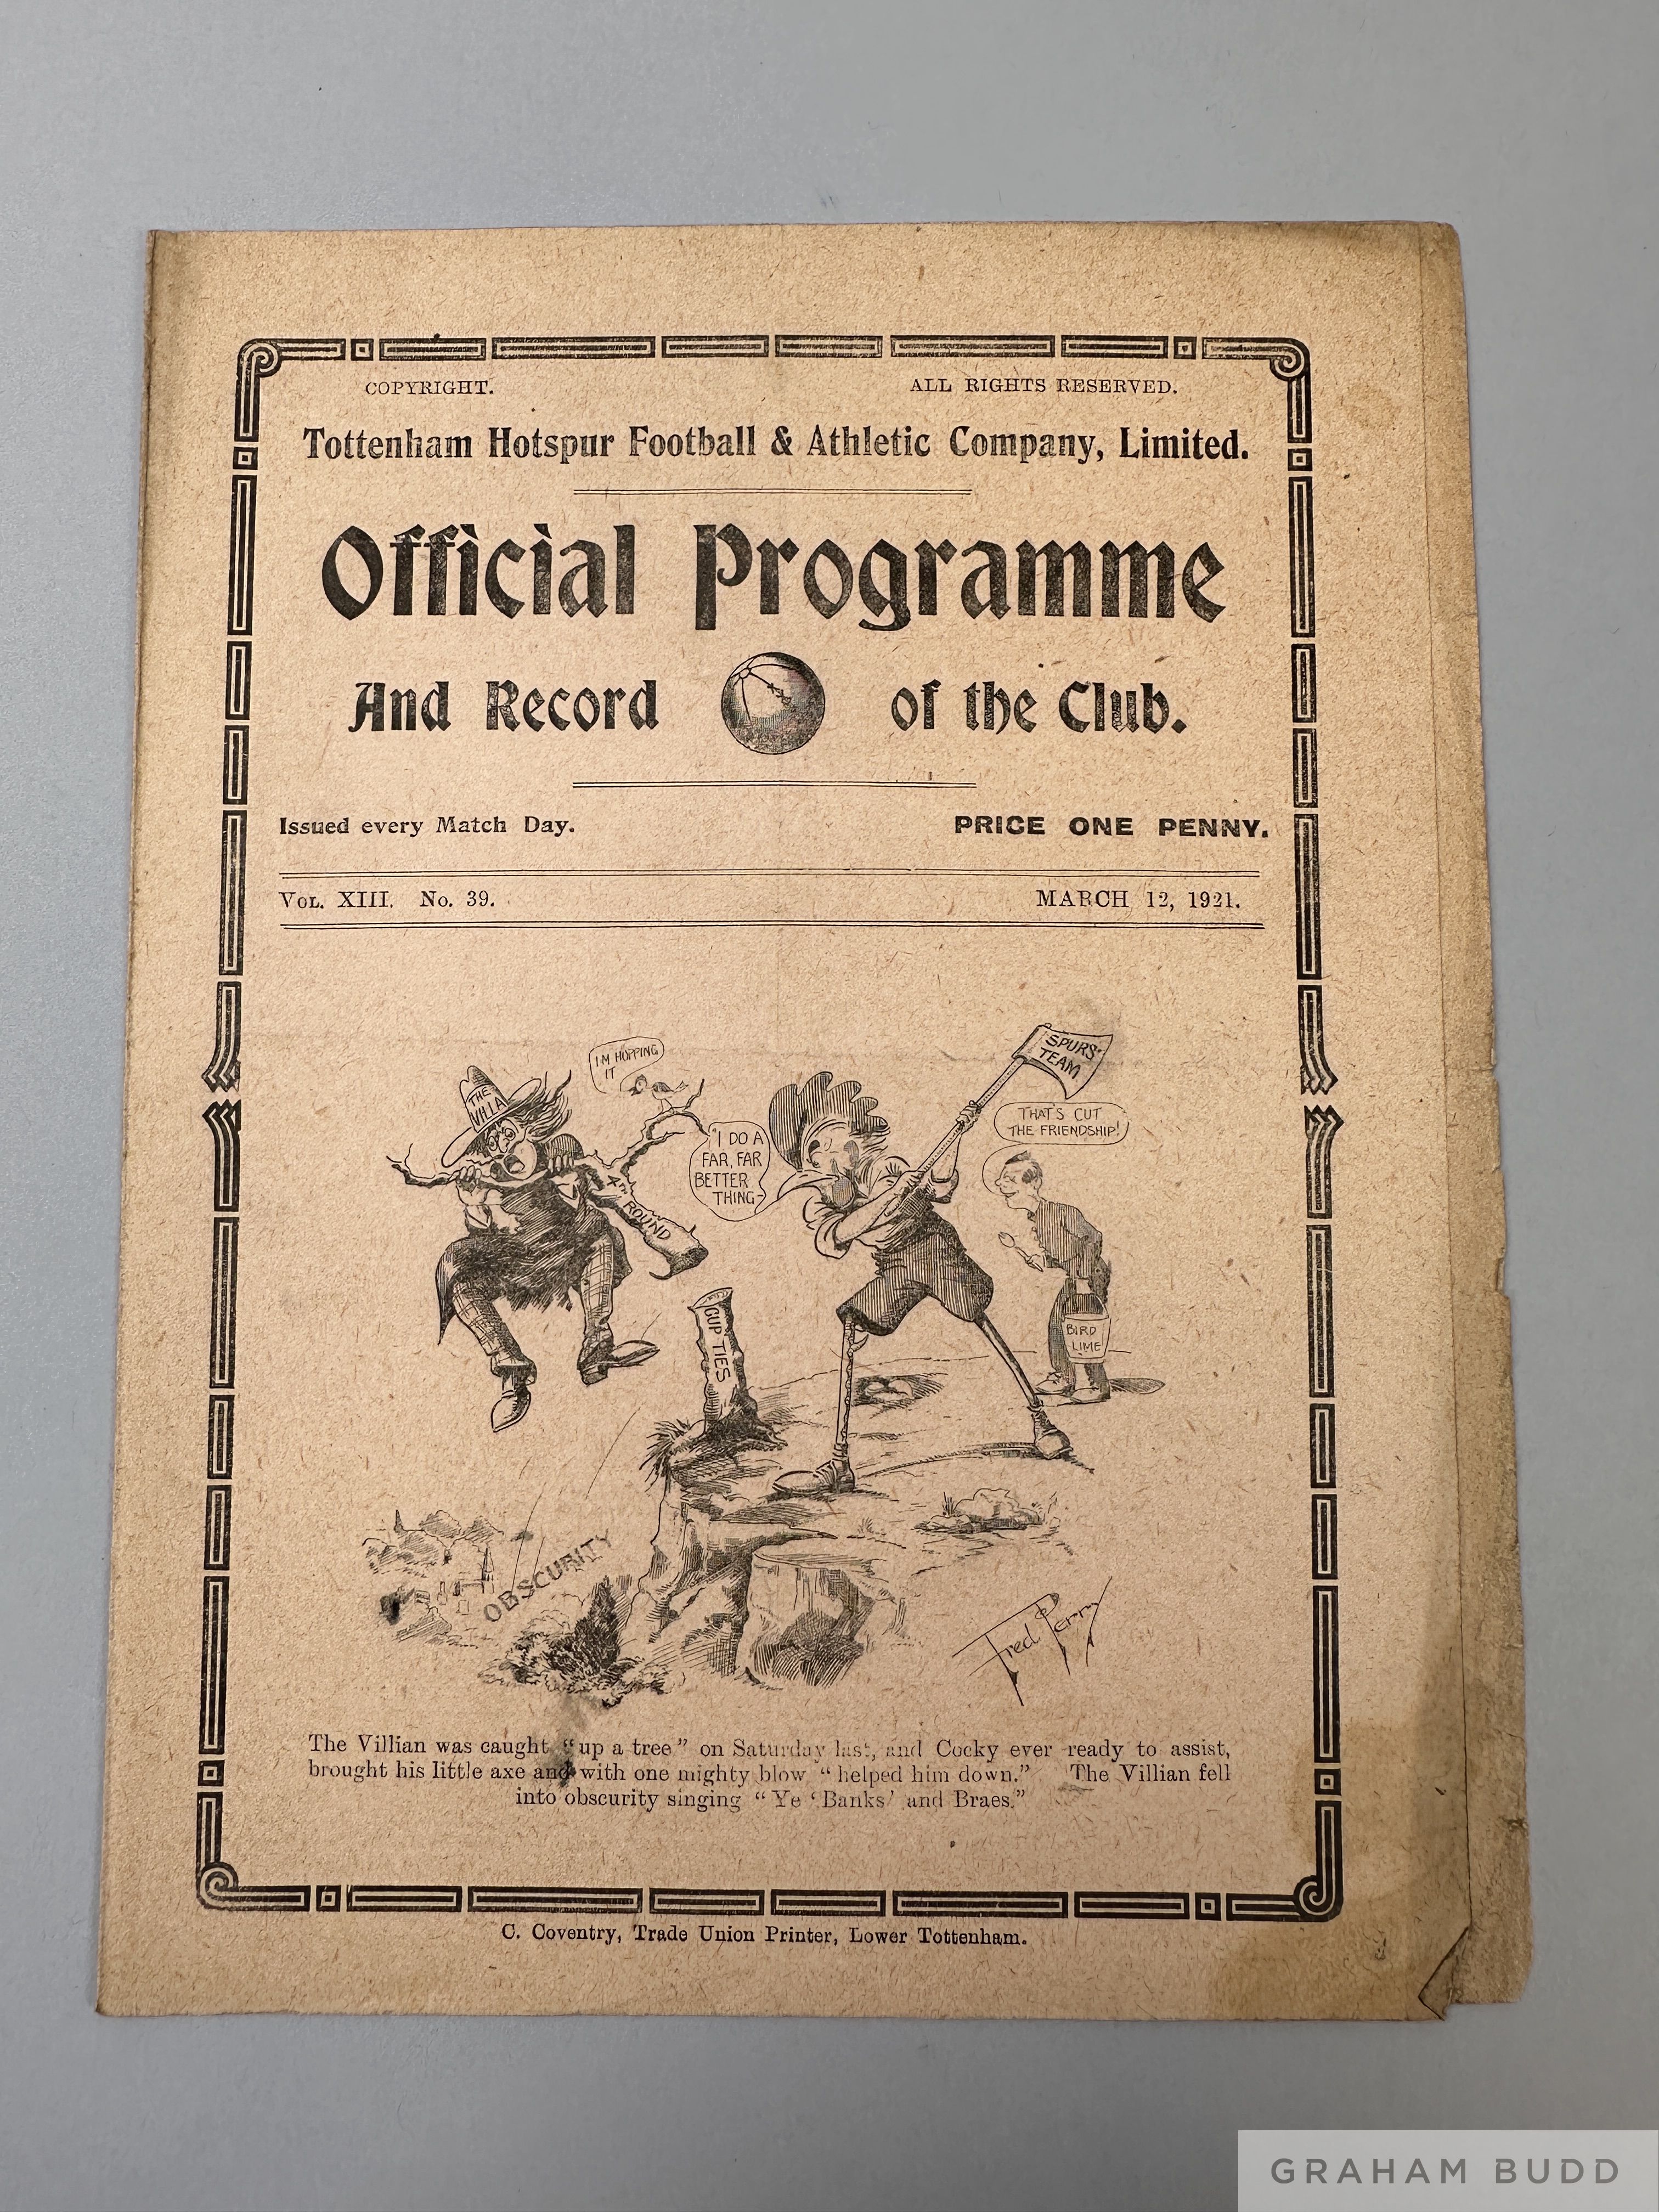 COPYRIGHT. ALL RIGHTS RESERVED.
Tottenham Hotspur Football & Athletic Company, Limited.
Official Programme
And Record of the Club.
Issued every Match Day. PRICE ONE PENNY.
VOL. XIII. No. 39. MARCH 12, 1921.
SPURS'
TEAM
I'M HOPPING
IT
THE
VILLA
THAT'S CUT
THE FRIENDSHIP!
"I DO A
FAR, FAR
BETTER
THING-
4TH ROUND
CUP TIES
BIRD
LIME
OBSCURITY
Fred Perry
The Villian was caught "up a tree" on Saturday last, and Cocky ever ready to assist,
brought his little axe and with one mighty blow "helped him down." The Villian fell
into obscurity singing "Ye 'Banks' and Braes."
C. Coventry, Trade Union Printer, Lower Tottenham.
GRAHAM BUDD